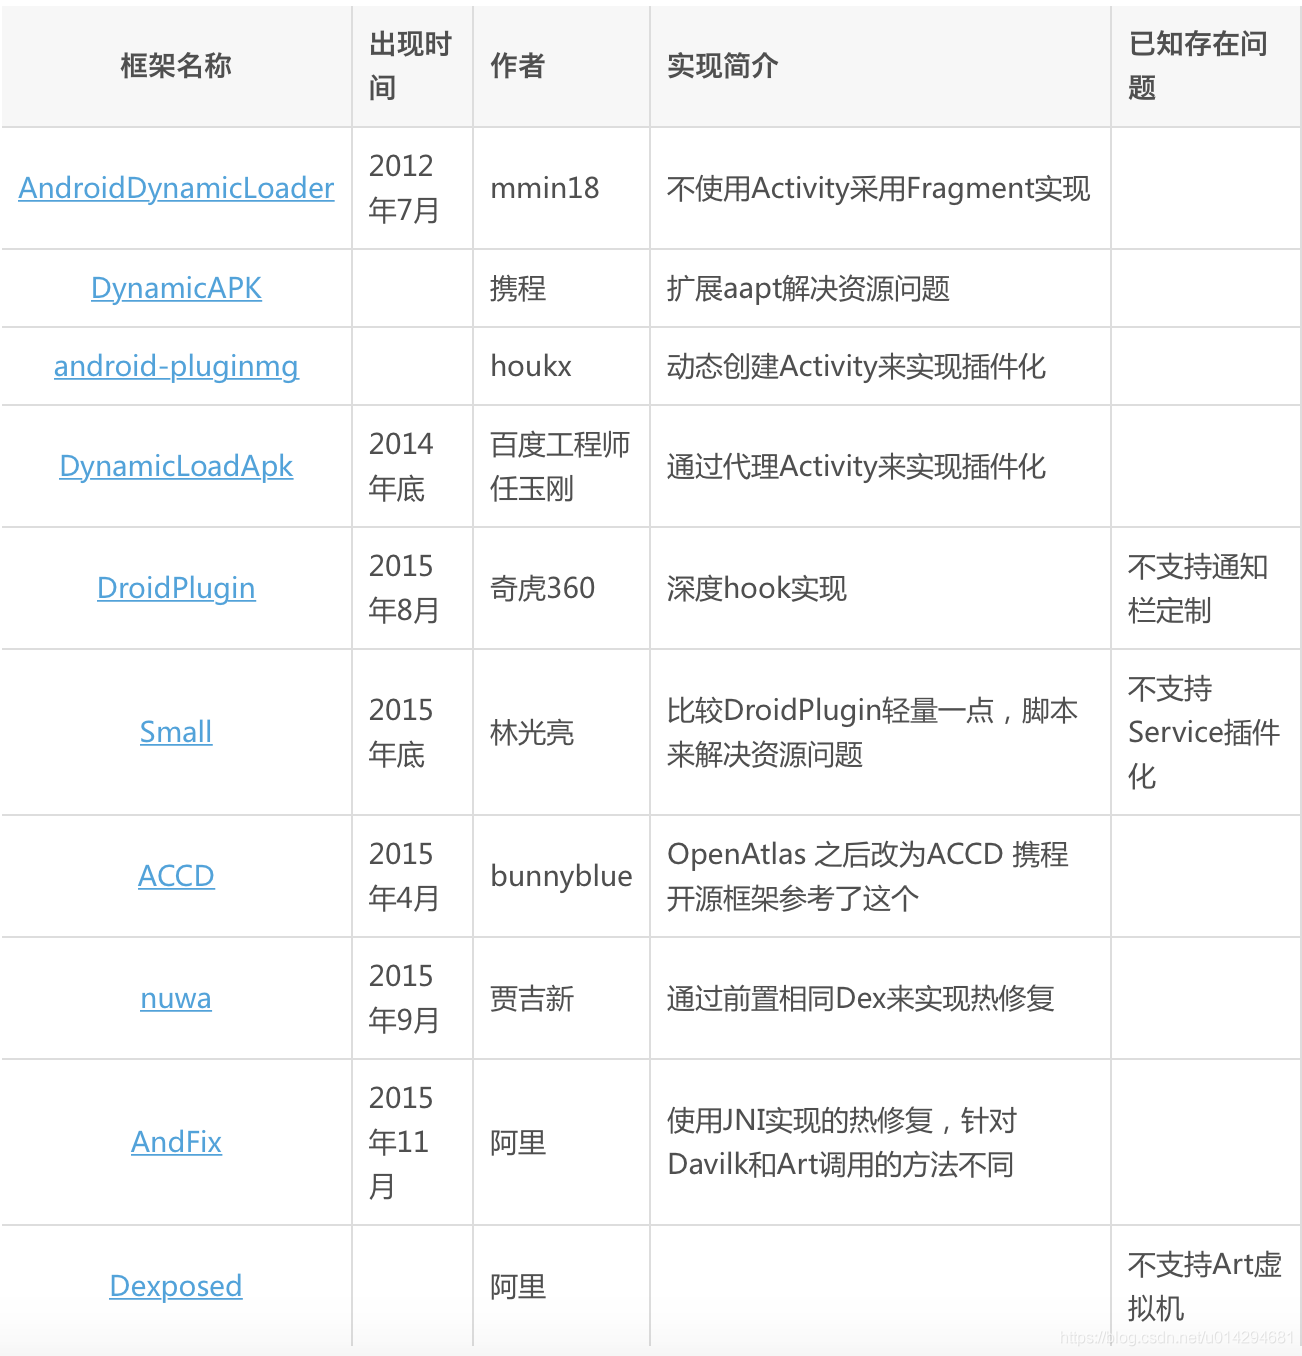 框架名称
出现时
间
作者
实现简介
已知存在问
题
AndroidDynamicLoader
2012
年7月
mmin18
不使用Activity采用Fragment实现
DynamicAPK
携程
扩展aapt解决资源问题
android-pluginmg
houkx
动态创建Activity来实现插件化
DynamicLoadApk
2014
年底
百度工程师
任玉刚
通过代理Activity来实现插件化
DroidPlugin
2015
年8月
奇虎360
深度hook实现
不支持通知
栏定制
Small
2015
年底
林光亮
比较DroidPlugin轻量一点，脚本
来解决资源问题
不支持
Service插件
化
ACCD
2015
年4月
bunnyblue
OpenAtlas 之后改为ACCD 携程
开源框架参考了这个
nuwa
2015
年9月
贾吉新
通过前置相同Dex来实现热修复
AndFix
2015
年11
月
阿里
使用JNI实现的热修复，针对
Davilk和Art调用的方法不同
Dexposed
阿里
不支持Art虚
拟机
https://blog.csdn.net/u014294681